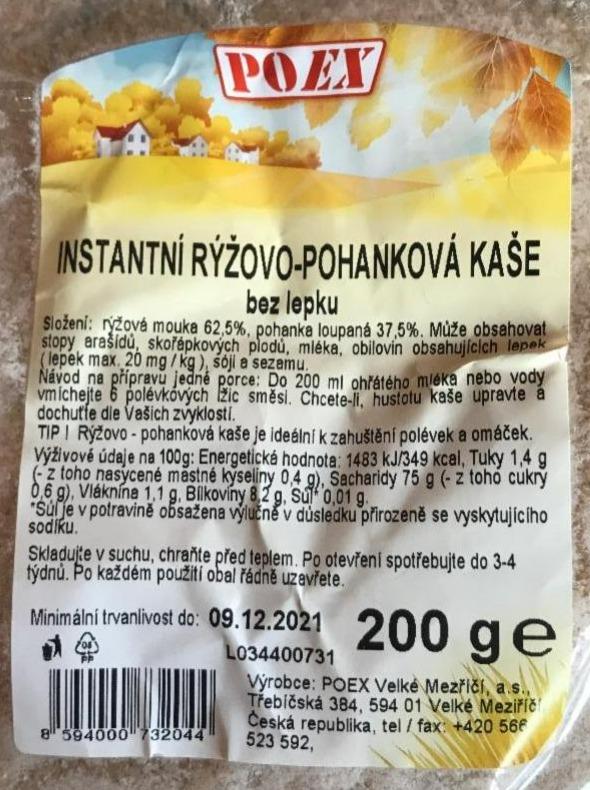 POEX
INSTANTNÍ RÝŽOVO-POHANKOVÁ KAŠE
bez lepku
Složení: rýžová mouka 62,5%, pohanka loupaná 37,5%. Může obsahovat
stopy arašídů, skořápkových plodů, mléka, obilovin obsahujících lepek
(lepek max. 20 mg/kg), sóji a sezamu.
Návod na přípravu jedné porce: Do 200 ml ohřátého mléka nebo vody
vmíchejte 6 polévkových lžic směsi. Chcete-li, hustotu kaše upravte a
dochuťte dle Vašich zvyklostí.
TIP ! Rýžovo - pohanková kaše je ideální k zahuštění polévek a omáček.
Výživové údaje na 100g: Energetická hodnota: 1483 kJ/349 kcal, Tuky 1,4 g
(- z toho nasycené mastné kyseliny 0,4 g), Sacharidy 75 g (- z toho cukry
0,6 g), Vláknina 1,1 g, Bílkoviny 8,2 g, Sůl* 0,01 g.
*Sůl je v potravině obsažena výlučně v důsledku přirozeně se vyskytujícího
sodíku.
Skladujte v suchu, chraňte před teplem. Po otevření spotřebujte do 3-4
týdnů. Po každém použití obal řádně uzavřete.
Minimální trvanlivost do: 09.12.2021
200 g e
L034400731
PP
Výrobce: POEX Velké Meziříčí, a.s.,
Třebíčská 384, 594 01 Velké Meziříčí
Česká republika, tel / fax: +420 566
523 592,
8 594000 732044